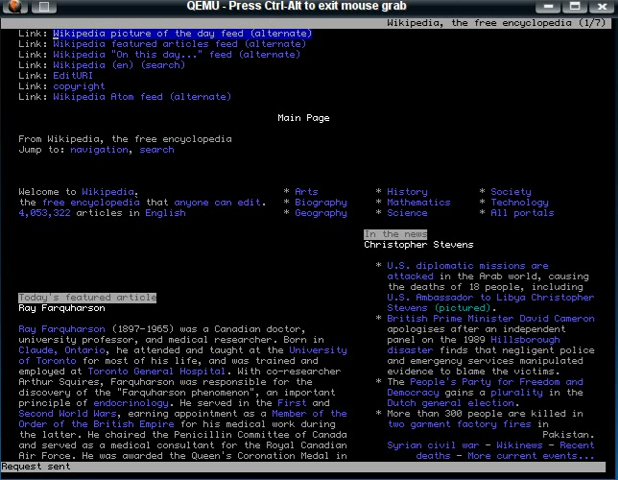 QEMU - Press Ctrl-Alt to exit mouse grab
Wikipedia, the free encyclopedia (1/7)
Link: Wikipedia picture of the day feed (alternate)
Link: Wikipedia featured articles feed (alternate)
Link: Wikipedia "On this day..." feed (alternate)
Link: Wikipedia (en) (search)
Link: EditURI
Link: copyright
Link: Wikipedia Atom feed (alternate)
Main Page
From Wikipedia, the free encyclopedia
Jump to: navigation, search
Welcome to Wikipedia,
the free encyclopedia that anyone can edit.
4,053,322 articles in English
* Arts
* Biography
* Geography
* History
* Mathematics
* Science
* Society
* Technology
* All portals
Today's featured article
Ray Farquharson
Ray Farquharson (1897-1965) was a Canadian doctor,
university professor, and medical researcher. Born in
Claude, Ontario, he attended and taught at the University
of Toronto for most of his life, and was trained and
employed at Toronto General Hospital. With co-researcher
Arthur Squires, Farquharson was responsible for the
discovery of the "Farquharson phenomenon", an important
principle of endocrinology. He served in the First and
Second World Wars, earning appointment as a Member of the
Order of the British Empire for his medical work during
the latter. He chaired the Penicillin Committee of Canada
and served as a medical consultant for the Royal Canadian
Air Force. He was awarded the Queen's Coronation Medal in
In the news
Christopher Stevens
* U.S. diplomatic missions are
attacked in the Arab world, causing
the deaths of 18 people, including
U.S. Ambassador to Libya Christopher
Stevens (pictured).
* British Prime Minister David Cameron
apologises after an independent
panel on the 1989 Hillsborough
disaster finds that negligent police
and emergency services manipulated
evidence to blame the victims.
* The People's Party for Freedom and
Democracy gains a plurality in the
Dutch general election.
* More than 300 people are killed in
two garment factory fires in
Pakistan.
Syrian civil war - Wikinews - Recent
deaths - More current events...
Request sent